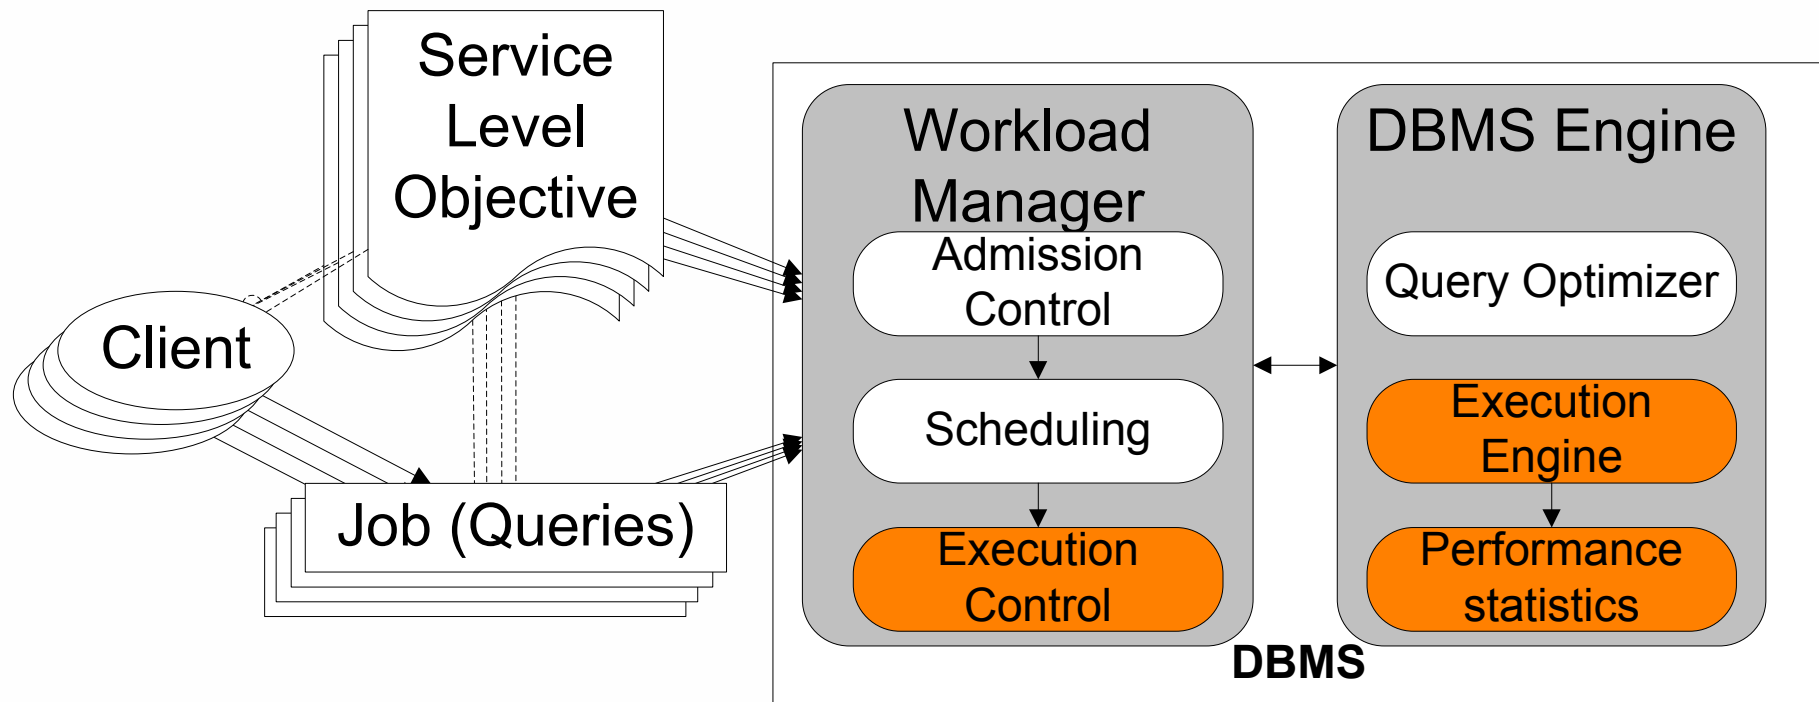 Service
Level
Objective
Client
Job (Queries)
Workload
Manager
Admission
Control
Scheduling
Execution
Control
DBMS Engine
Query Optimizer
Execution
Engine
Performance
statistics
DBMS